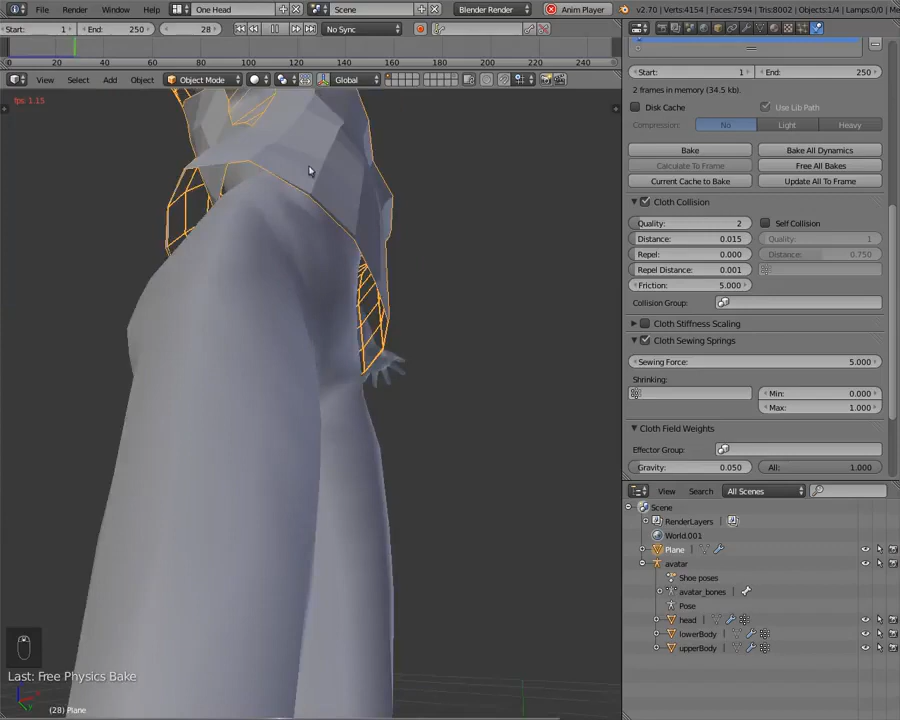 File Render Window Help One Head Scene Blender Render Anim Player v2.70 | Verts:4154 | Faces:7594 | Tris:8002 | Objects:1/4 | Lamps:0/0
Start: 1 End: 250 28 No Sync
0 20 40 60 80 100 120 140 160 180 200
View Select Add Object Object Mode Global
fps: 1.15
Start: 1 End: 250
2 frames in memory (34.5 kb).
Disk Cache Use Lib Path
Compression: No Light Heavy
Bake Bake All Dynamics
Calculate To Frame Free All Bakes
Current Cache to Bake Update All To Frame
Cloth Collision
Quality: 2 Self Collision
Distance: 0.015 Quality: 1
Repel: 0.000 Distance: 0.750
Repel Distance: 0.001
Friction: 5.000
Collision Group:
Cloth Stiffness Scaling
Cloth Sewing Springs
Sewing Force: 5.000
Shrinking:
Min: 0.000
Max: 1.000
Cloth Field Weights
Effector Group:
Gravity: 0.050 All: 1.000
View Search All Scenes
Scene
RenderLayers
World.001
Plane
avatar
Shoe poses
avatar_bones
Pose
head
lowerBody
upperBody
Last: Free Physics Bake
(28) Plane